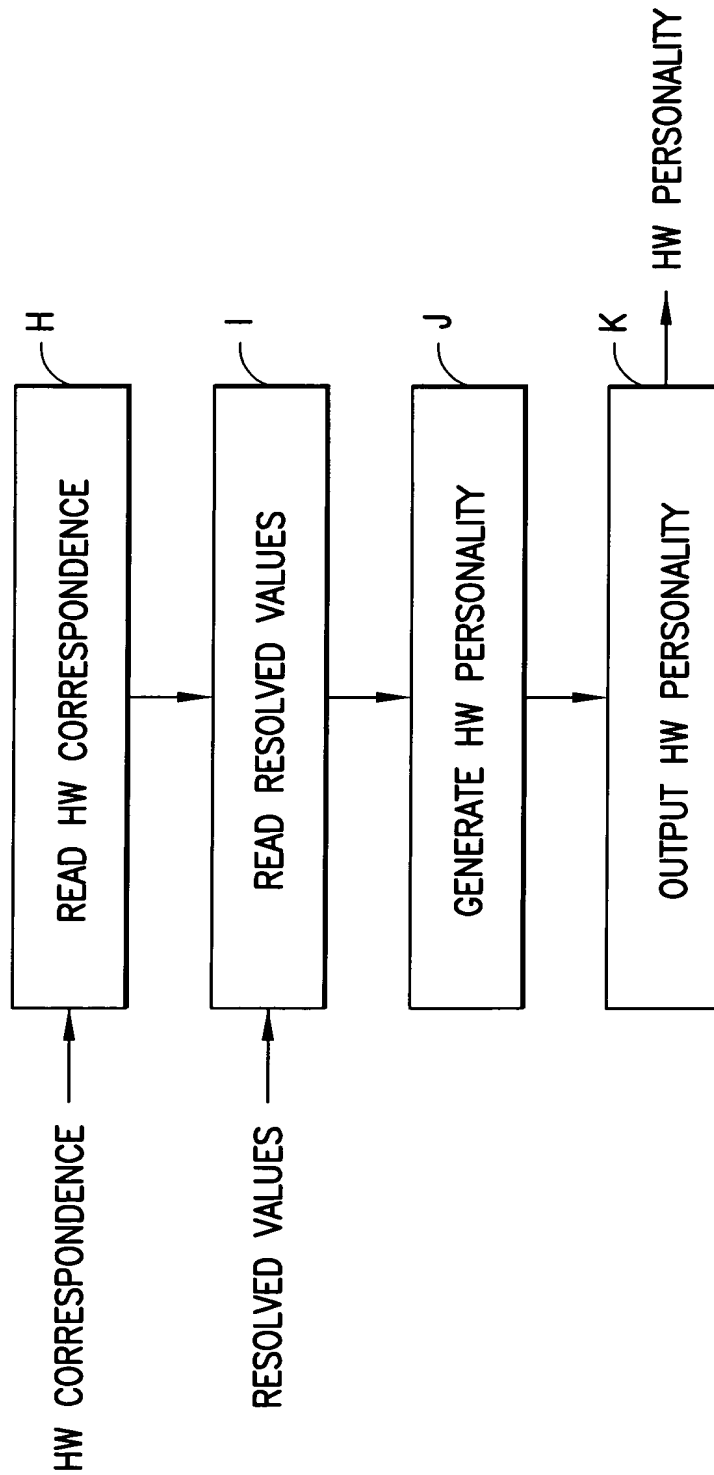 HW CORRESPONDENCE
READ HW CORRESPONDENCE
H
RESOLVED VALUES
READ RESOLVED VALUES
I
GENERATE HW PERSONALITY
J
OUTPUT HW PERSONALITY
K
HW PERSONALITY